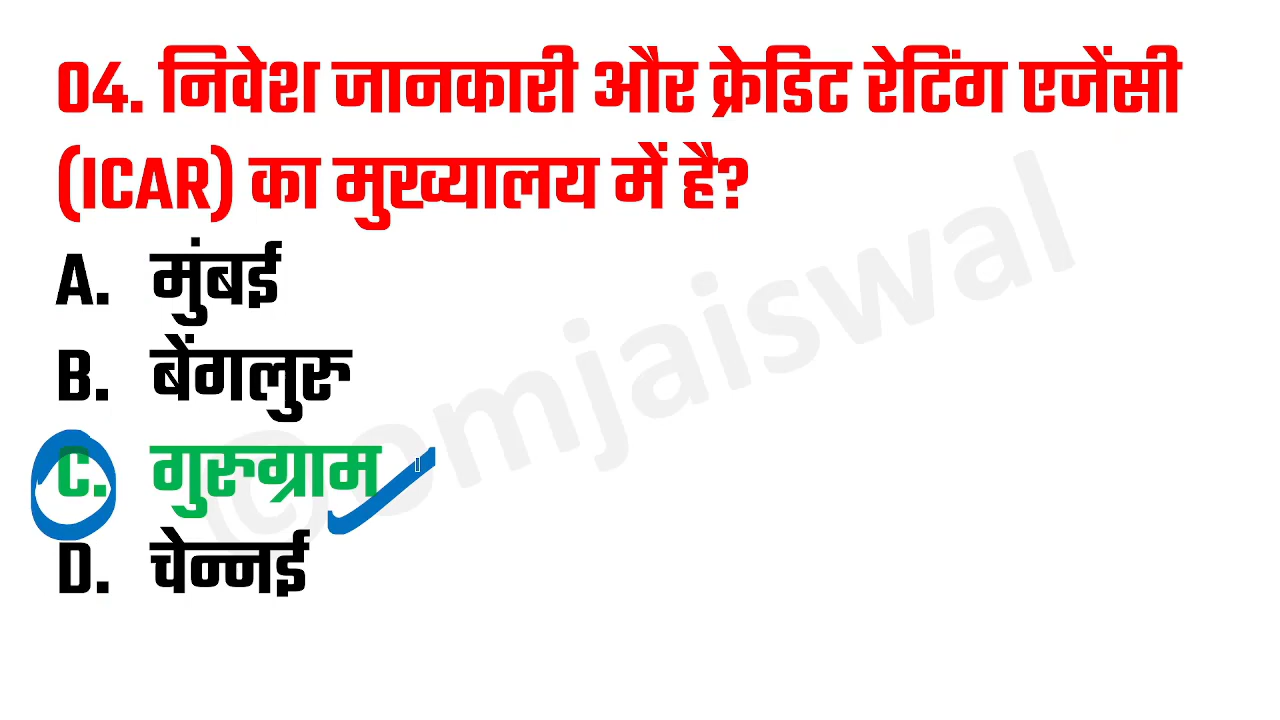 04. निवेश जानकारी और क्रेडिट रेटिंग एजेंसी
(ICAR) का मुख्यालय में है?
A. मुंबई
B. बेंगलुरु
C. गुरुग्राम
D. चेन्नई
©omjaiswal